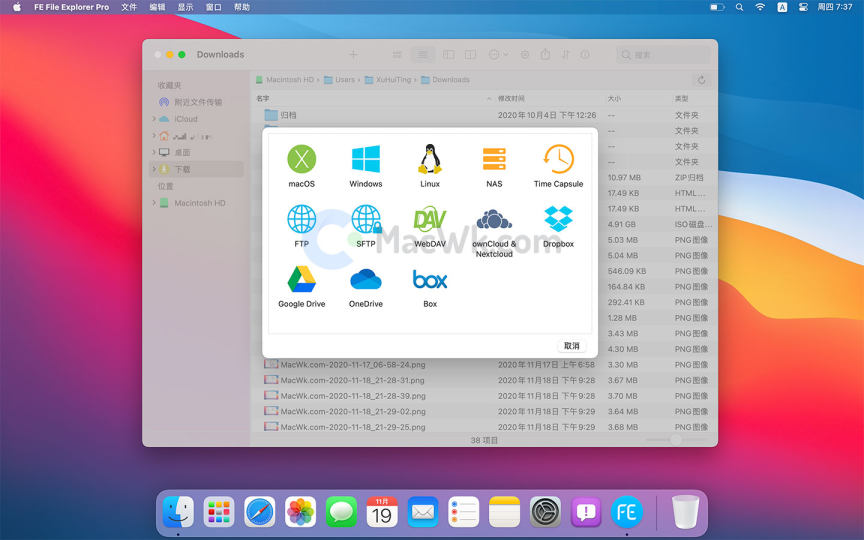 FE File Explorer Pro 文件 编辑 显示 窗口 帮助 A 周四 7:37
Downloads 搜索
收藏夹
附近文件传输
iCloud
桌面
下载
位置
Macintosh HD
Macintosh HD › Users › XuHuiTing › Downloads
名字 修改时间 大小 类型
归档 2020年10月4日 下午12:26 -- 文件夹
-- 文件夹
-- 文件夹
-- 文件夹
10.97 MB ZIP归档
17.49 KB HTML...
17.49 KB HTML...
4.91 GB ISO磁盘...
5.03 MB PNG图像
5.04 MB PNG图像
546.09 KB PNG图像
164.84 KB PNG图像
292.41 KB PNG图像
1.28 MB PNG图像
3.43 MB PNG图像
4.30 MB PNG图像
macOS Windows Linux NAS Time Capsule
DAV
FTP SFTP WebDAV ownCloud & Nextcloud Dropbox
MacWk.com
box
Google Drive OneDrive Box
取消
MacWk.com-2020-11-17_06-58-24.png 2020年11月17日 上午6:58 3.30 MB PNG图像
MacWk.com-2020-11-18_21-28-31.png 2020年11月18日 下午9:28 3.67 MB PNG图像
MacWk.com-2020-11-18_21-28-39.png 2020年11月18日 下午9:28 3.70 MB PNG图像
MacWk.com-2020-11-18_21-29-02.png 2020年11月18日 下午9:29 3.64 MB PNG图像
MacWk.com-2020-11-18_21-29-25.png 2020年11月18日 下午9:29 3.68 MB PNG图像
38 项目
11月
19
FE